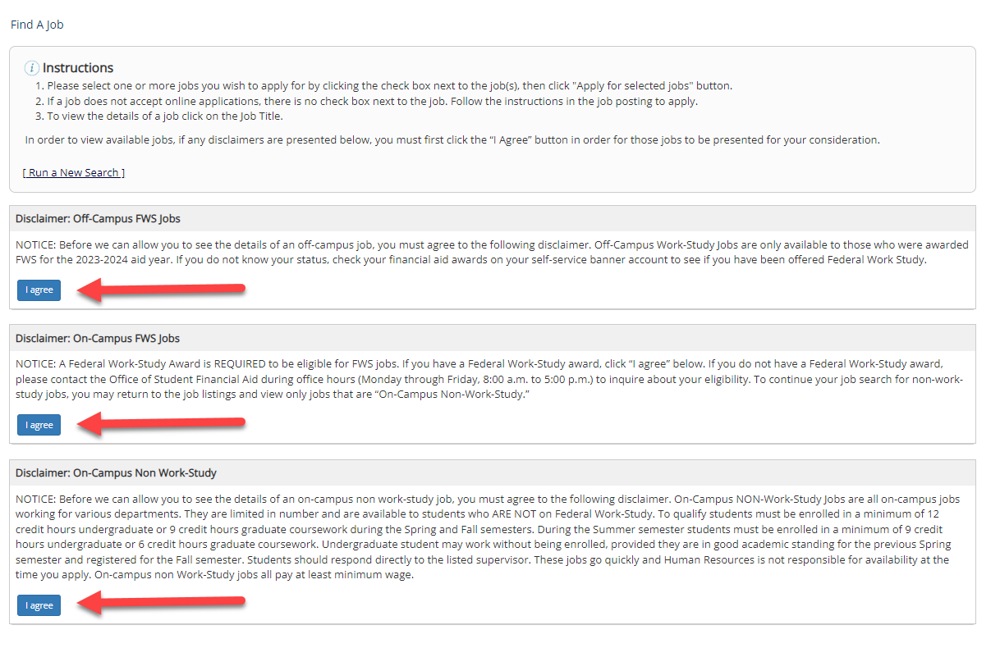 Find A Job
i Instructions
1. Please select one or more jobs you wish to apply for by clicking the check box next to the job(s), then click "Apply for selected jobs" button.
2. If a job does not accept online applications, there is no check box next to the job. Follow the instructions in the job posting to apply.
3. To view the details of a job click on the Job Title.
In order to view available jobs, if any disclaimers are presented below, you must first click the “I Agree” button in order for those jobs to be presented for your consideration.
[ Run a New Search ]
Disclaimer: Off-Campus FWS Jobs
NOTICE: Before we can allow you to see the details of an off-campus job, you must agree to the following disclaimer. Off-Campus Work-Study Jobs are only available to those who were awarded
FWS for the 2023-2024 aid year. If you do not know your status, check your financial aid awards on your self-service banner account to see if you have been offered Federal Work Study.
I agree
Disclaimer: On-Campus FWS Jobs
NOTICE: A Federal Work-Study Award is REQUIRED to be eligible for FWS jobs. If you have a Federal Work-Study award, click “I agree” below. If you do not have a Federal Work-Study award,
please contact the Office of Student Financial Aid during office hours (Monday through Friday, 8:00 a.m. to 5:00 p.m.) to inquire about your eligibility. To continue your job search for non-work-
study jobs, you may return to the job listings and view only jobs that are “On-Campus Non-Work-Study.”
I agree
Disclaimer: On-Campus Non Work-Study
NOTICE: Before we can allow you to see the details of an on-campus non work-study job, you must agree to the following disclaimer. On-Campus NON-Work-Study Jobs are all on-campus jobs
working for various departments. They are limited in number and are available to students who ARE NOT on Federal Work-Study. To qualify students must be enrolled in a minimum of 12
credit hours undergraduate or 9 credit hours graduate coursework during the Spring and Fall semesters. During the Summer semester students must be enrolled in a minimum of 9 credit
hours undergraduate or 6 credit hours graduate coursework. Undergraduate student may work without being enrolled, provided they are in good academic standing for the previous Spring
semester and registered for the Fall semester. Students should respond directly to the listed supervisor. These jobs go quickly and Human Resources is not responsible for availability at the
time you apply. On-campus non Work-Study jobs all pay at least minimum wage.
I agree